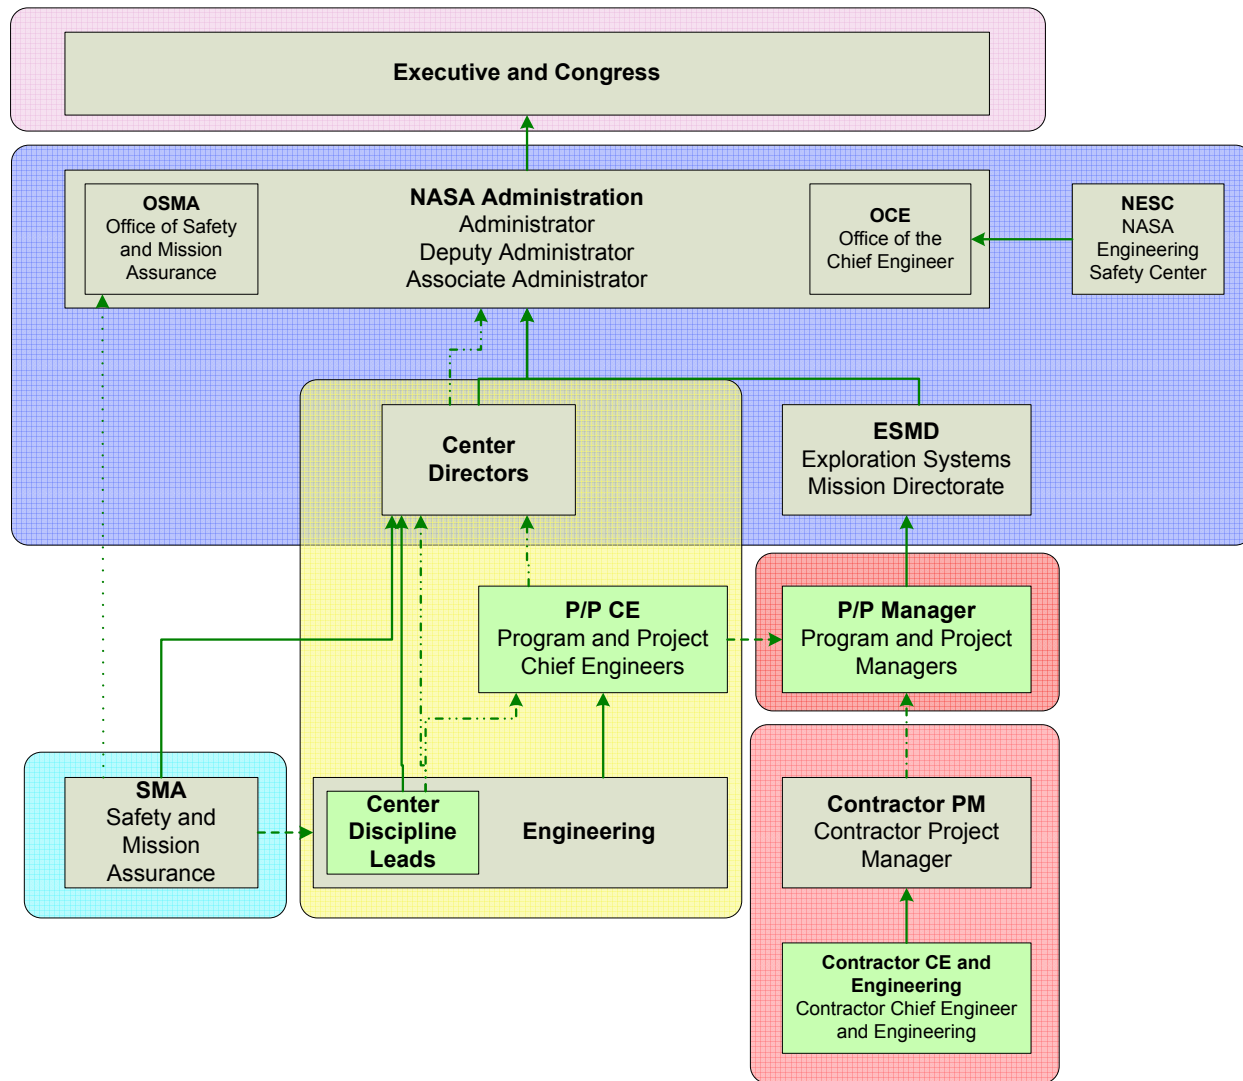 Executive and Congress
OSMA
Office of Safety
and Mission
Assurance
NASA Administration
Administrator
Deputy Administrator
Associate Administrator
OCE
Office of the
Chief Engineer
NESC
NASA
Engineering
Safety Center
Center
Directors
ESMD
Exploration Systems
Mission Directorate
P/P CE
Program and Project
Chief Engineers
P/P Manager
Program and Project
Managers
SMA
Safety and
Mission
Assurance
Center
Discipline
Leads
Engineering
Contractor PM
Contractor Project
Manager
Contractor CE and
Engineering
Contractor Chief Engineer
and Engineering